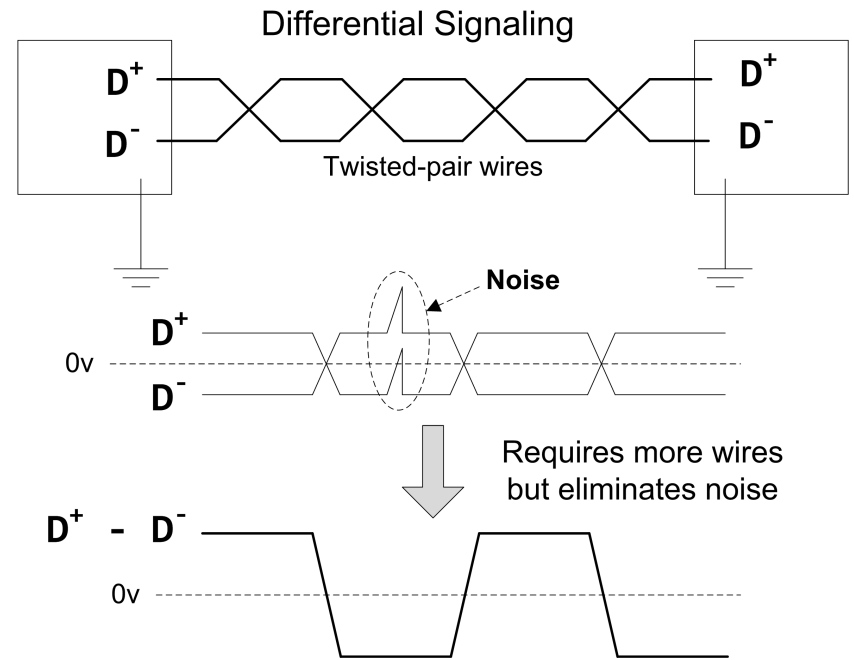 Differential Signaling
D+ D+
D- D-
Twisted-pair wires
Noise
D+
0v
D-
Requires more wires
but eliminates noise
D+ - D-
0v